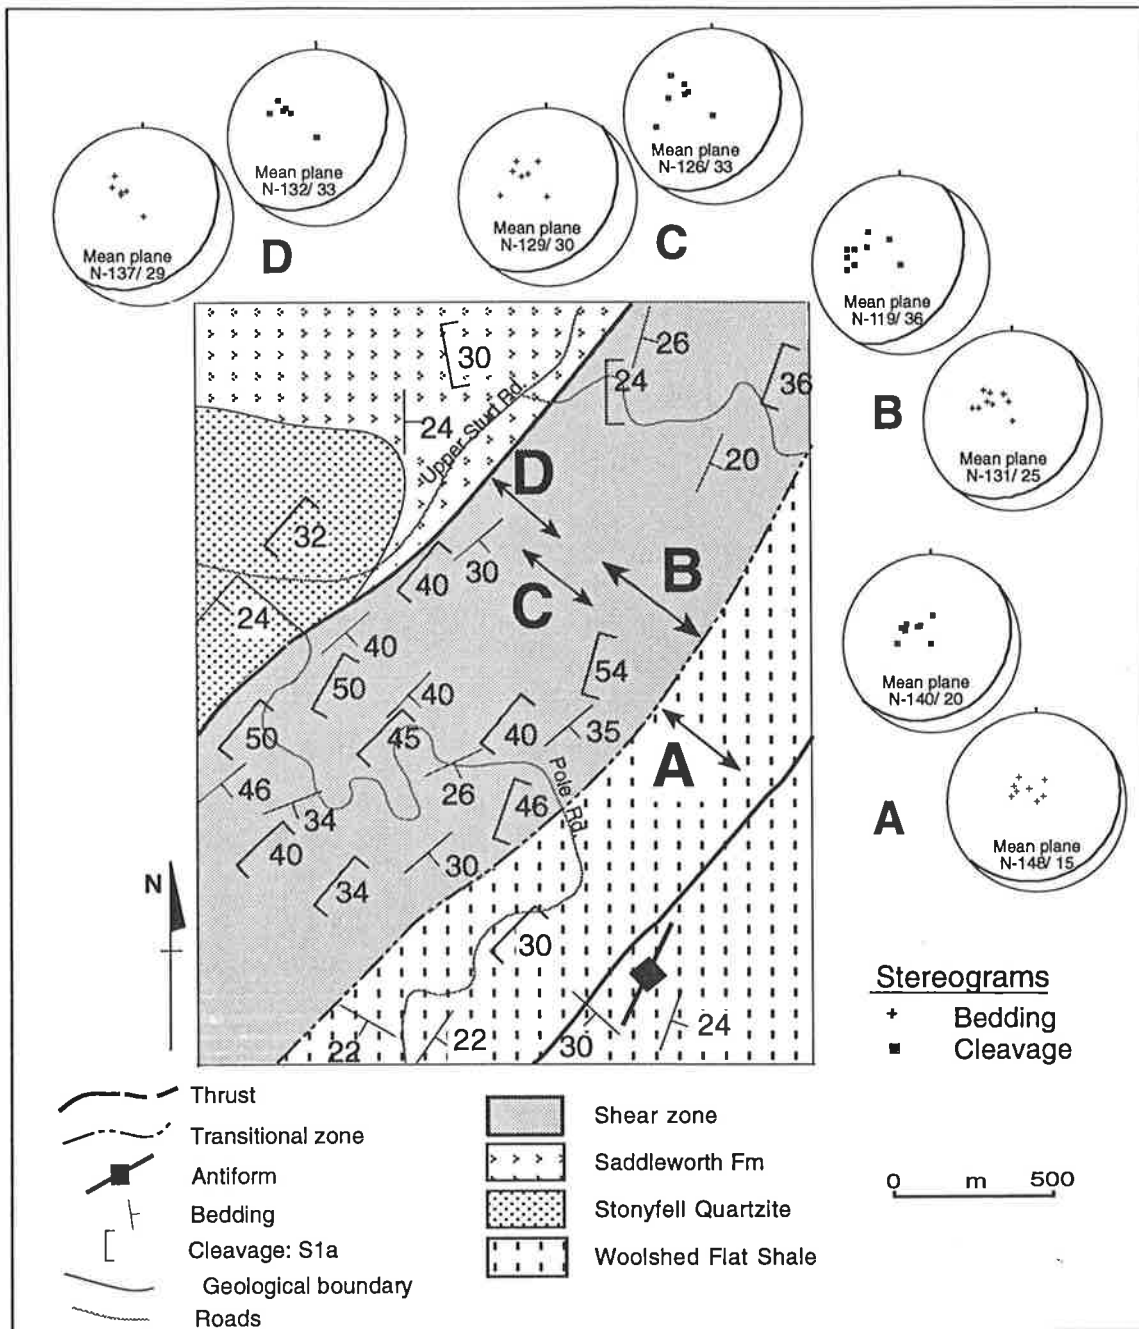 Mean plane
N-132/ 33
Mean plane
N-137/ 29
D
Mean plane
N-126/ 33
Mean plane
N-129/ 30
C
Mean plane
N-119/ 36
B
Mean plane
N-131/ 25
Mean plane
N-140/ 20
A
Mean plane
N-148/ 15
30
26
24
36
24
Upper Sturt Rd.
20
D
32
30
40
B
C
24
40
54
50
40
50
45
40
35
A
Pole Rd.
46
26
46
34
40
30
34
N
30
22
22
30
24
Stereograms
+ Bedding
Cleavage
Thrust
Transitional zone
Antiform
Bedding
Cleavage: S1a
Geological boundary
Roads
Shear zone
Saddleworth Fm
Stonyfell Quartzite
Woolshed Flat Shale
0 m 500